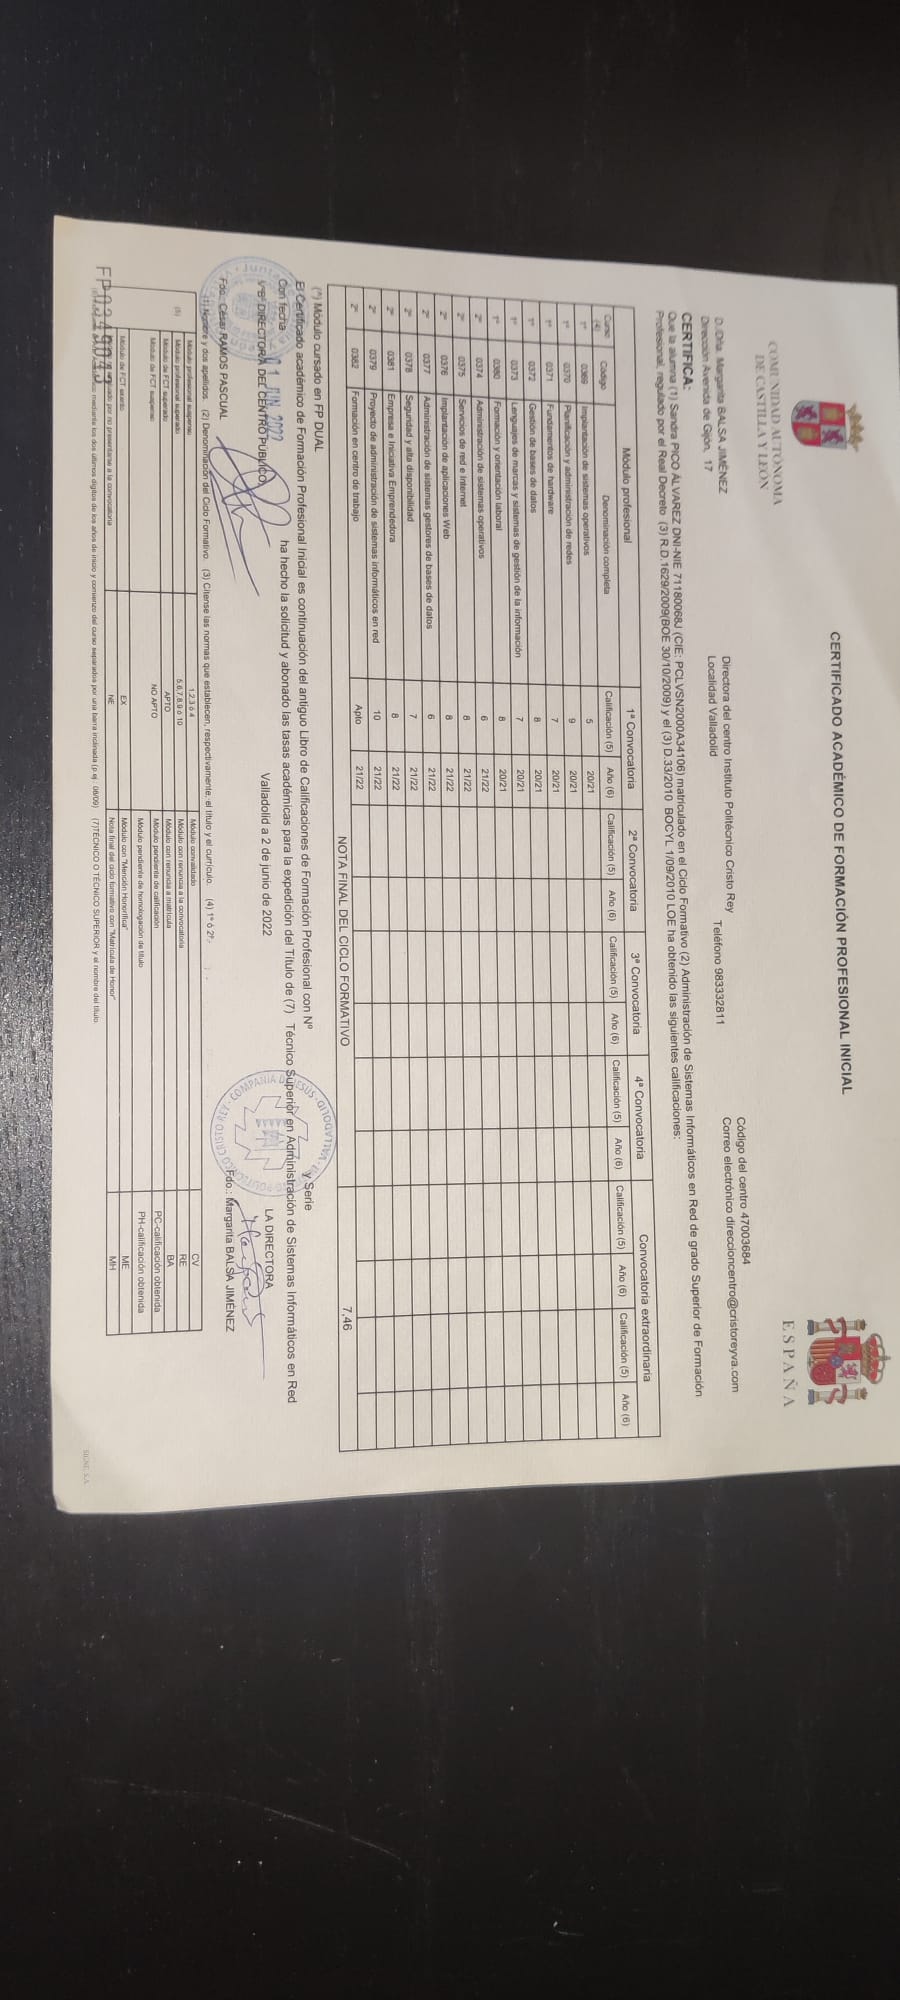 COMUNIDAD AUTÓNOMA
DE CASTILLA Y LEÓN
ESPAÑA
CERTIFICADO ACADÉMICO DE FORMACIÓN PROFESIONAL INICIAL
Código del centro 47003684
D./Dña. Margarita BALSA JIMÉNEZ Directora del centro Instituto Politécnico Cristo Rey Correo electrónico direccioncentro@cristoreyva.com
Dirección Avenida de Gijón, 17 Localidad Valladolid Teléfono 983332811
CERTIFICA:
Que la alumna (1) Sandra PICO ÁLVAREZ DNI-NIE 71180068J (CIE: PCLVSN2000A34106) matriculado en el Ciclo Formativo (2) Administración de Sistemas Informáticos en Red de grado Superior de Formación
Profesional, regulado por el Real Decreto (3) R.D.1629/2009(BOE 30/10/2009) y el (3) D.33/2010 BOCYL 1/09/2010 LOE ha obtenido las siguientes calificaciones:
Módulo profesional 1ª Convocatoria 2ª Convocatoria 3ª Convocatoria 4ª Convocatoria Convocatoria extraordinaria
Curso (4) Código Denominación completa Calificación (5) Año (6) Calificación (5) Año (6) Calificación (5) Año (6) Calificación (5) Año (6) Calificación (5) Año (6) Calificación (5) Año (6)
1º 0369 Implantación de sistemas operativos 5 20/21
1º 0370 Planificación y administración de redes 9 20/21
1º 0371 Fundamentos de hardware 7 20/21
1º 0372 Gestión de bases de datos 8 20/21
1º 0373 Lenguajes de marcas y sistemas de gestión de la información 7 20/21
1º 0380 Formación y orientación laboral 8 20/21
2º 0374 Administración de sistemas operativos 6 21/22
2º 0375 Servicios de red e Internet 8 21/22
2º 0376 Implantación de aplicaciones Web 8 21/22
2º 0377 Administración de sistemas gestores de bases de datos 6 21/22
2º 0378 Seguridad y alta disponibilidad 7 21/22
2º 0381 Empresa e Iniciativa Emprendedora 8 21/22
2º 0379 Proyecto de administración de sistemas informáticos en red 10 21/22
2º 0382 Formación en centro de trabajo Apto 21/22
NOTA FINAL DEL CICLO FORMATIVO 7,46
(*) Módulo cursado en FP DUAL
El Certificado académico de Formación Profesional Inicial es continuación del antiguo Libro de Calificaciones de Formación Profesional con Nº y Serie
Con fecha 01 JUN. 2022 ha hecho la solicitud y abonado las tasas académicas para la expedición del Título de (7) Técnico Superior en Administración de Sistemas Informáticos en Red
Valladolid a 2 de junio de 2022
DIRECTORA DEL CENTRO PÚBLICO, LA DIRECTORA
Fdo.: César RAMOS PASCUAL Fdo.: Margarita BALSA JIMÉNEZ
(1) Nombre y dos apellidos. (2) Denominación del Ciclo Formativo. (3) Cítense las normas que establecen, respectivamente, el título y el currículo. (4) 1º ó 2º.
(5) Módulo profesional suspenso 1,2,3 ó 4 Módulo convalidado CV
Módulo profesional superado 5,6,7,8,9 ó 10 Módulo con renuncia a la convocatoria RE
Módulo de FCT superado APTO Módulo con renuncia a matrícula BA
Módulo de FCT suspenso NO APTO Módulo pendiente de calificación PC-calificación obtenida
Módulo pendiente de homologación de título PH-calificación obtenida
Módulo de FCT exento EX Módulo con "Mención Honorífica" ME
por no presentarse a la convocatoria NE Nota final del ciclo formativo con "Matrícula de Honor" MH
mediante los dos últimos dígitos de los años de inicio y comienzo del curso separados por una barra inclinada (p.ej. 08/09) (7)TÉCNICO O TÉCNICO SUPERIOR y el nombre del título.
SIGNE, S.A.